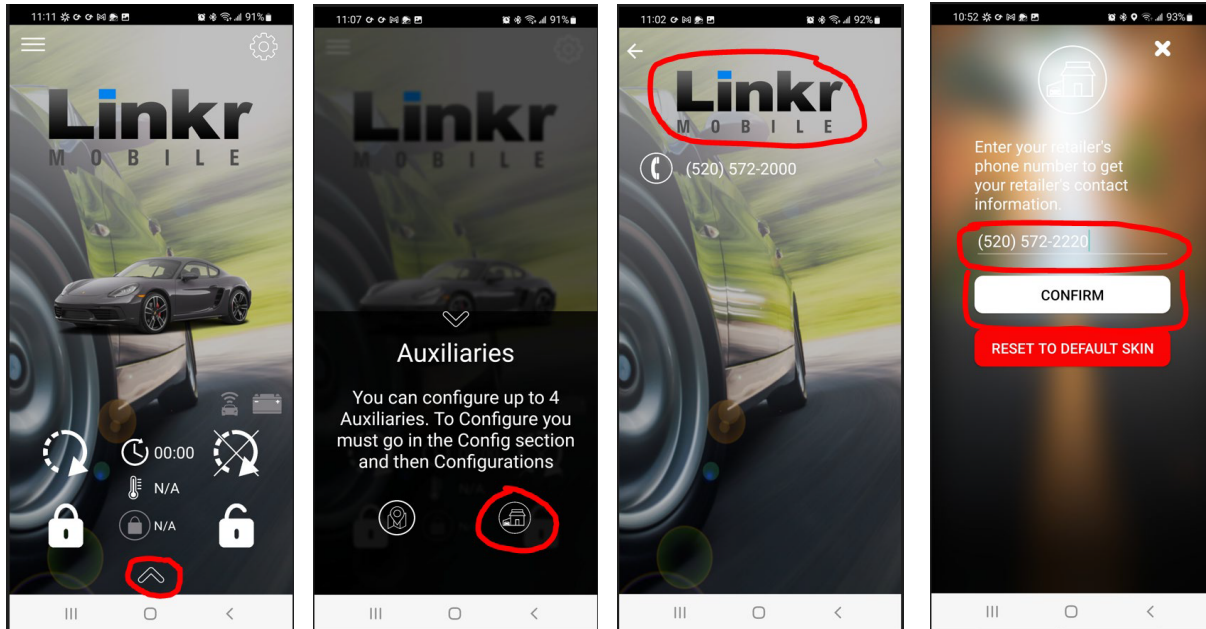 11:11 91%
Linkr
MOBILE
00:00
N/A
N/A
11:07 91%
Linkr
MOBILE
Auxiliaries
You can configure up to 4
Auxiliaries. To Configure you
must go in the Config section
and then Configurations
11:02 92%
Linkr
MOBILE
(520) 572-2000
10:52 93%
Enter your retailer's
phone number to get
your retailer's contact
information.
(520) 572-2220
CONFIRM
RESET TO DEFAULT SKIN